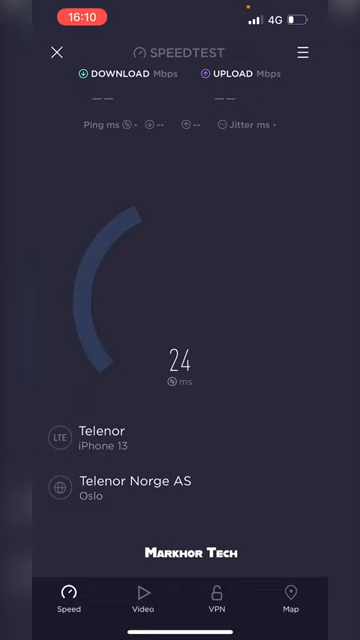 16:10
4G
SPEEDTEST
DOWNLOAD Mbps
UPLOAD Mbps
Ping ms - -- -- Jitter ms -
24
ms
LTE
Telenor
iPhone 13
Telenor Norge AS
Oslo
MARKHOR TECH
Speed
Video
VPN
Map